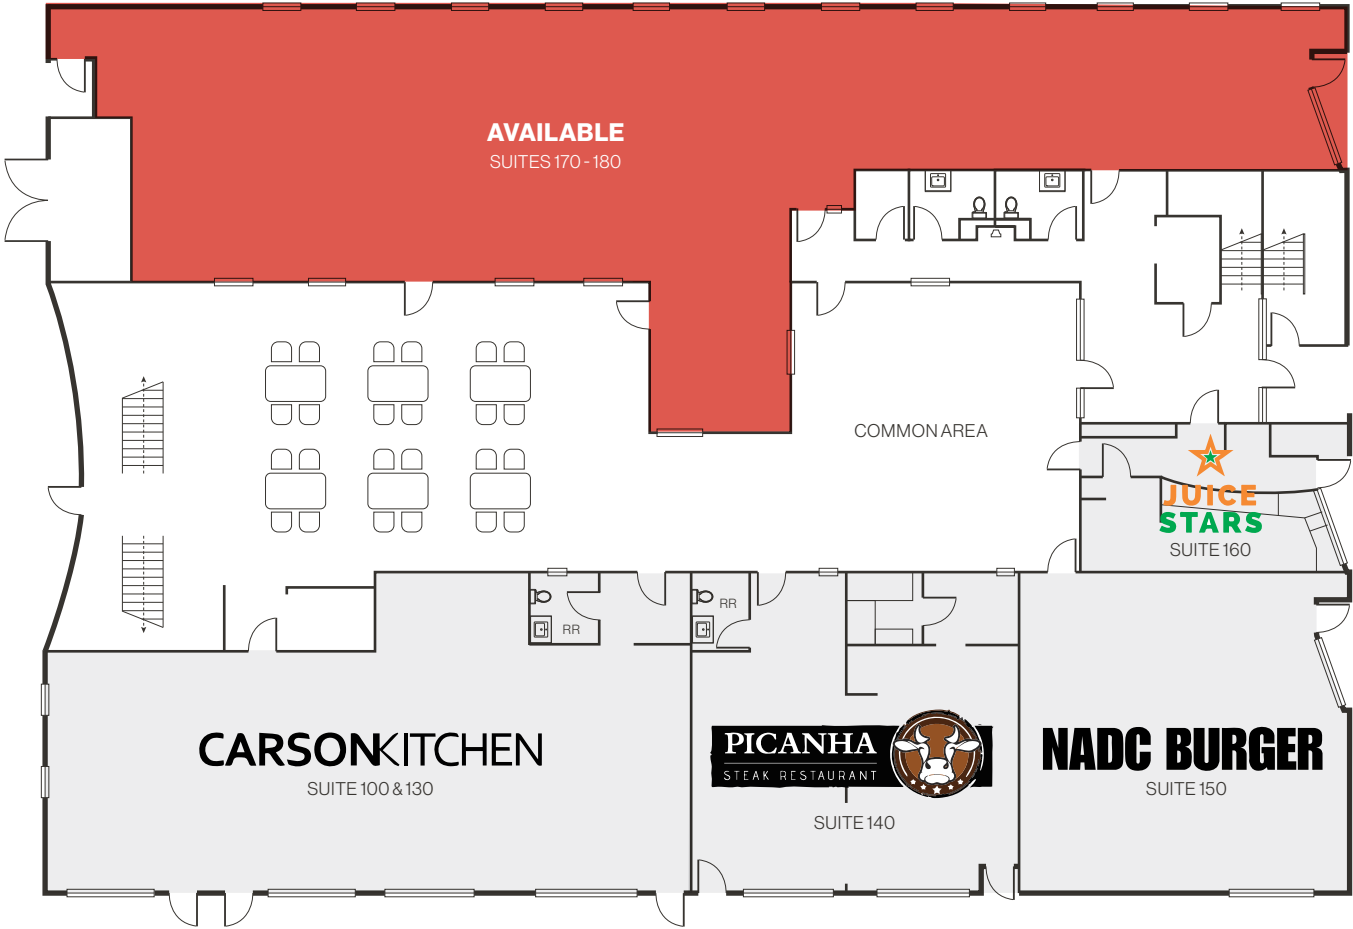 AVAILABLE
SUITES 170 - 180
COMMON AREA
JUICE
STARS
SUITE 160
RR
RR
CARSONKITCHEN
SUITE 100 & 130
PICANHA
STEAK RESTAURANT
SUITE 140
NADC BURGER
SUITE 150